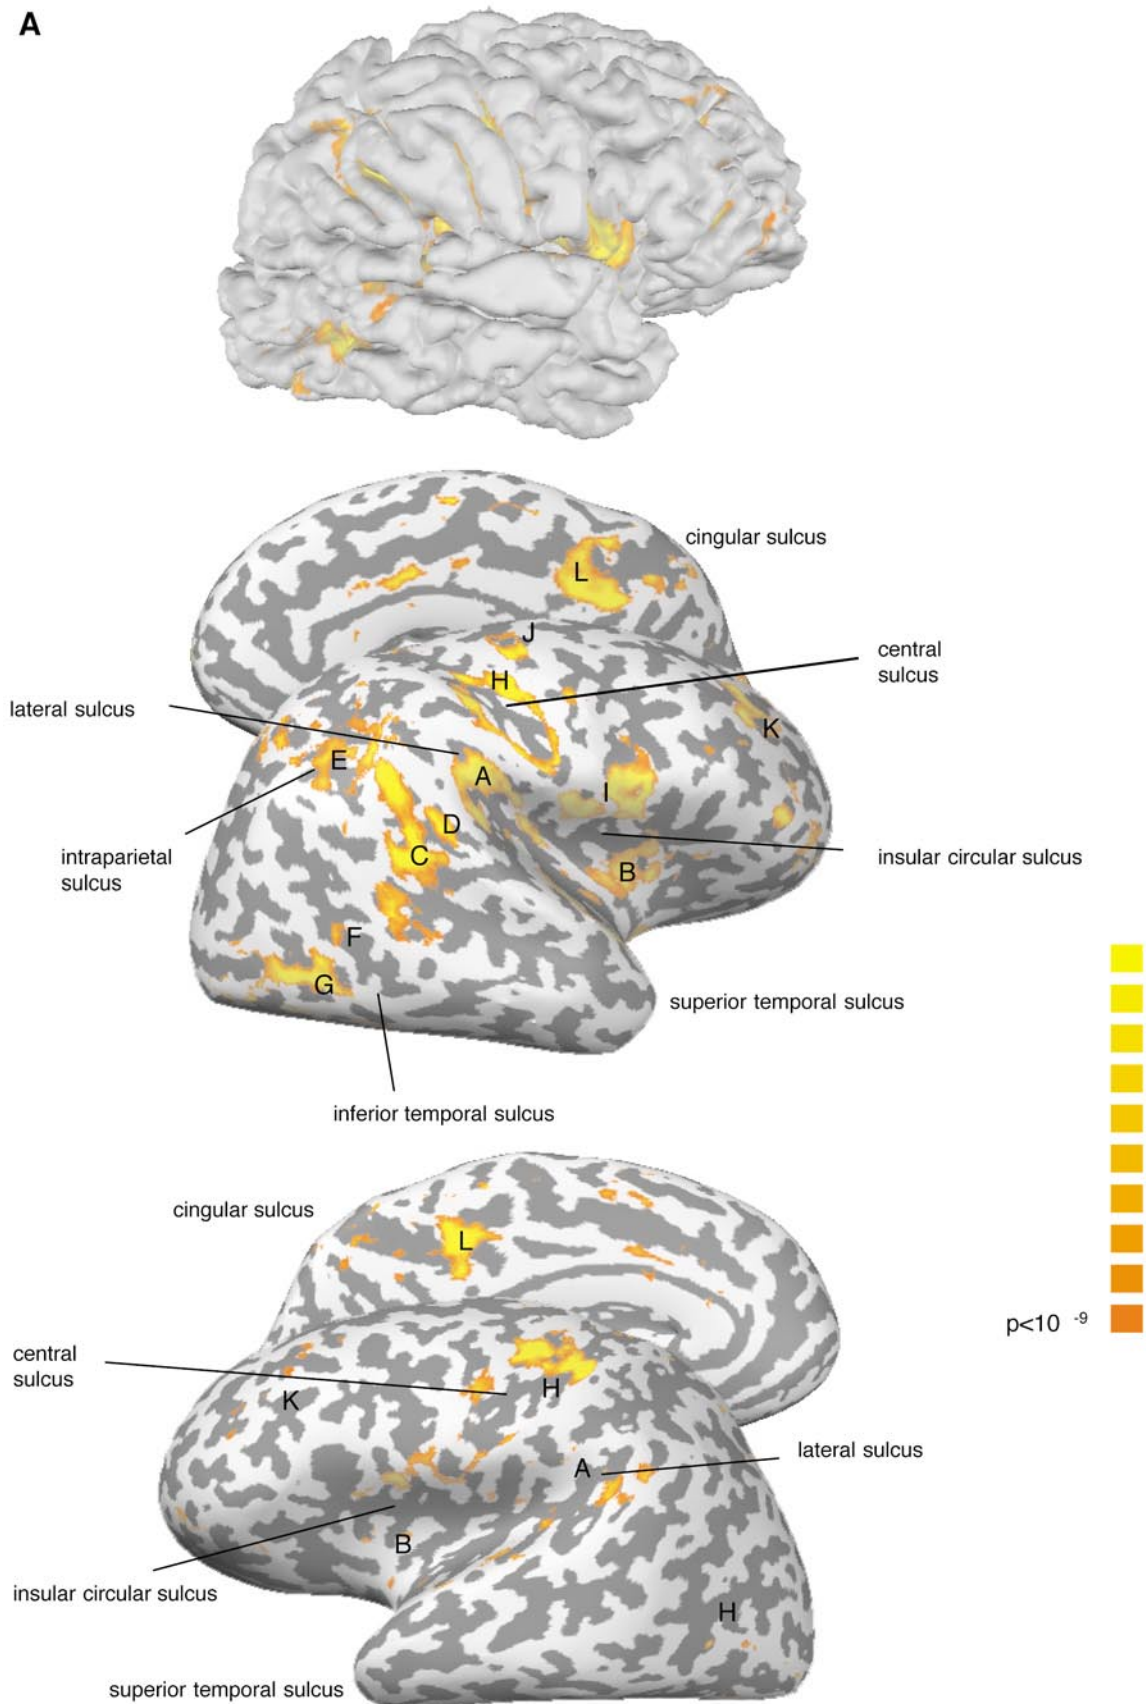 A
cingular sulcus
L
J
central
sulcus
H
lateral sulcus
K
E
A
I
D
intraparietal
sulcus
C
insular circular sulcus
B
F
G
superior temporal sulcus
inferior temporal sulcus
cingular sulcus
L
p<10 -9
central
sulcus
H
K
lateral sulcus
A
B
insular circular sulcus
H
superior temporal sulcus